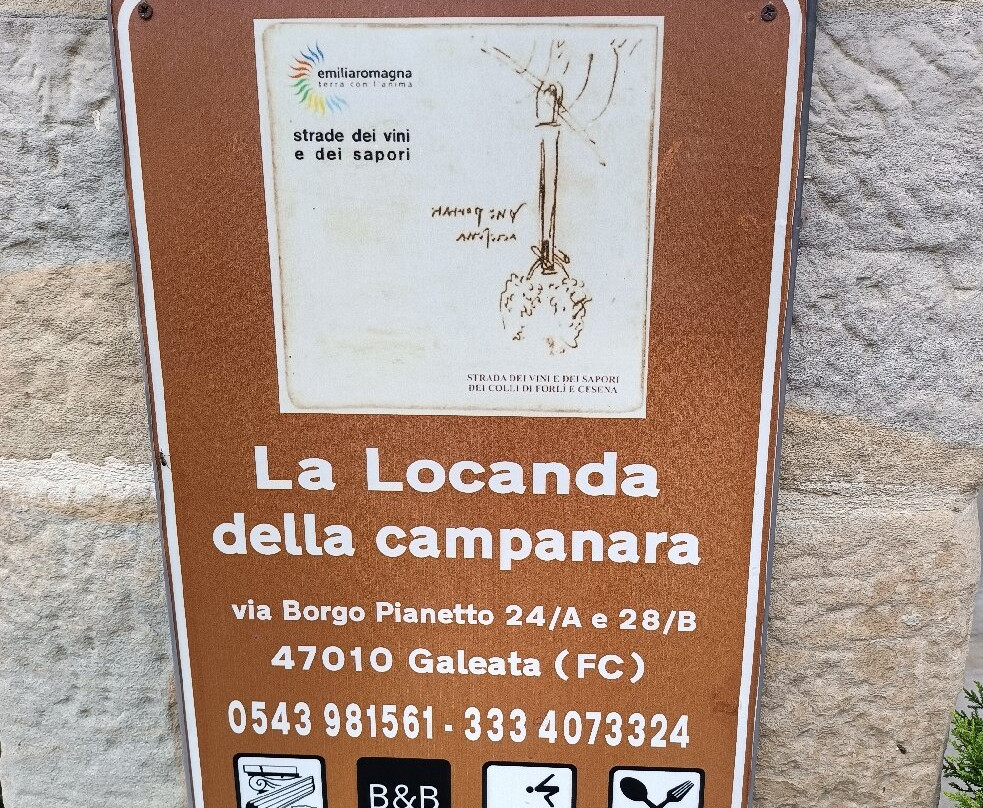 emiliaromagna
terra con l'anima
strade dei vini
e dei sapori
STRADA DEI VINI E DEI SAPORI
DEI COLLI DI FORLÌ E CESENA
La Locanda
della campanara
via Borgo Pianetto 24/A e 28/B
47010 Galeata (FC)
0543 981561 - 333 4073324
B&B